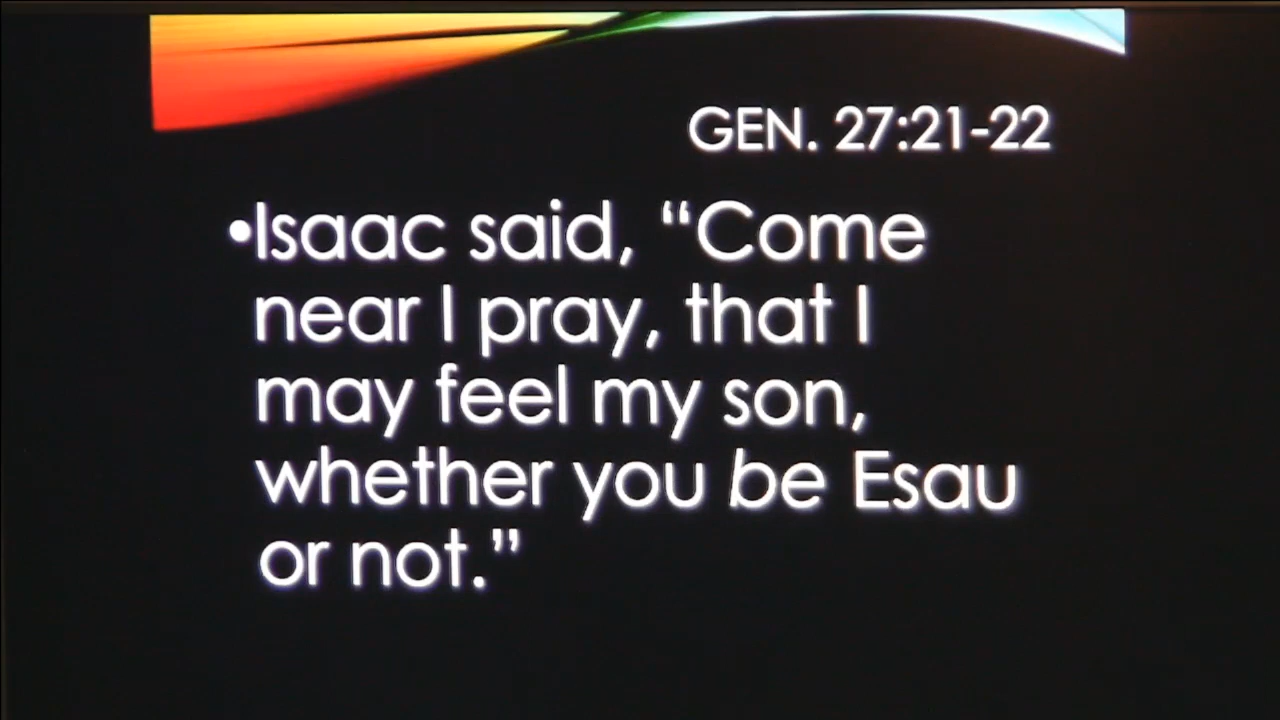 GEN. 27:21-22
•Isaac said, “Come
near I pray, that I
may feel my son,
whether you be Esau
or not.”